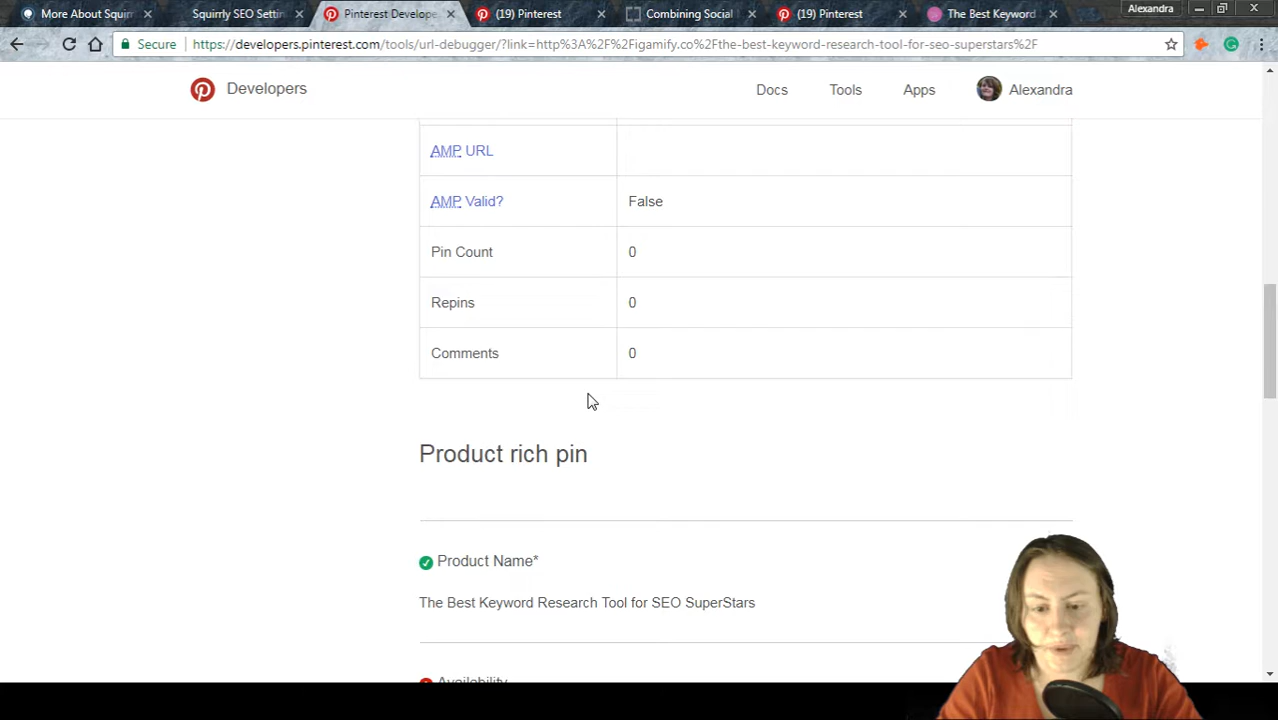 More About Squirr
Squirrly SEO Setti
Pinterest Develope
(19) Pinterest
Combining Social
(19) Pinterest
The Best Keyword
Alexandra
Secure https://developers.pinterest.com/tools/url-debugger/?link=http%3A%2F%2Figamify.co%2Fthe-best-keyword-research-tool-for-seo-superstars%2F
Developers
Docs Tools Apps Alexandra
AMP URL
AMP Valid? False
Pin Count 0
Repins 0
Comments 0
Product rich pin
Product Name*
The Best Keyword Research Tool for SEO SuperStars
Availability